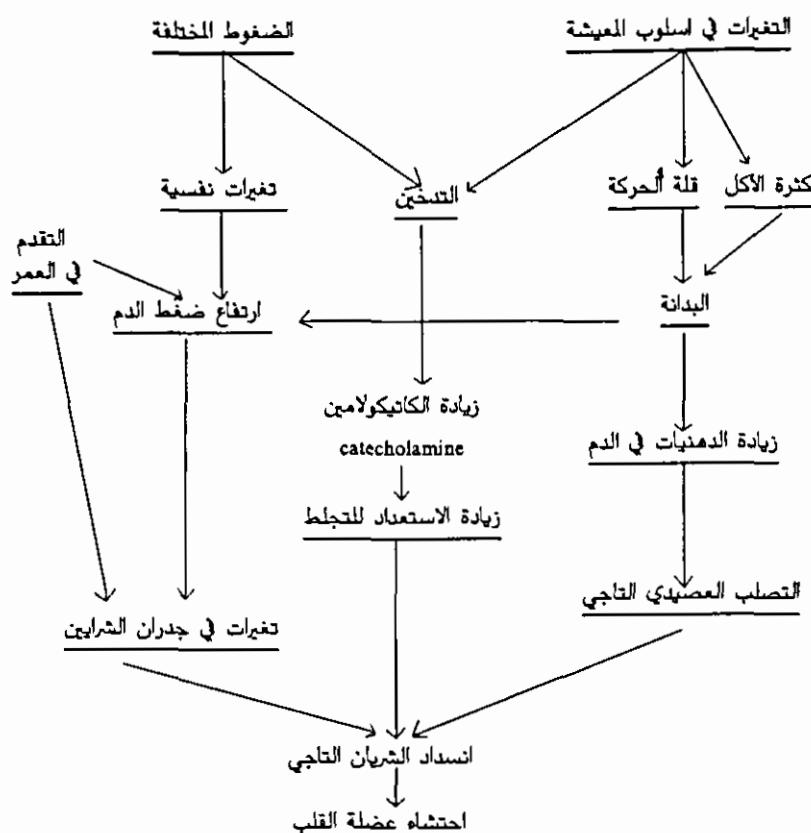 التغيرات في اسلوب المعيشة
الضغوط المختلفة
كثرة الأكل
قلة ألحركة
التدخين
تغيرات نفسية
التقدم
في العمر
البدانة
ارتفاع ضغط الدم
زيادة الكاتيكولامين
catecholamine
زيادة الدهنيات في الدم
زيادة الاستعداد للتجلط
التصلب العصيدي التاجي
تغيرات في جدران الشرايين
انسداد الشريان التاجي
احتشاء عضلة القلب